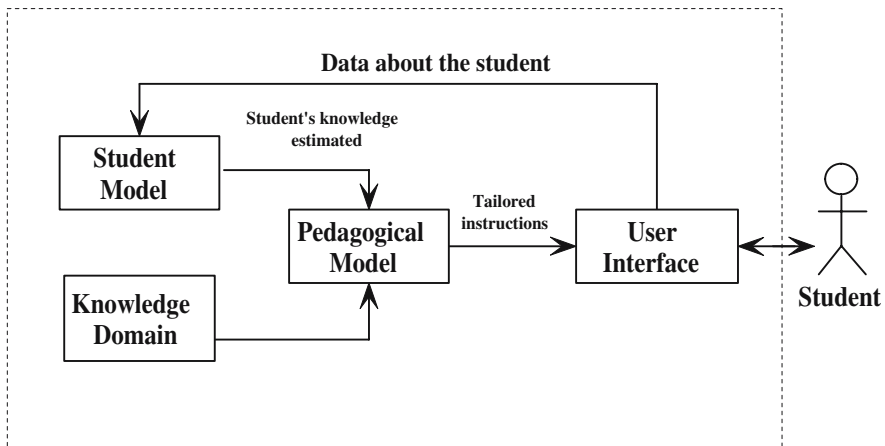 Data about the student
Student's knowledge
estimated
Student
Model
Tailored
instructions
Pedagogical
Model
User
Interface
Knowledge
Domain
Student